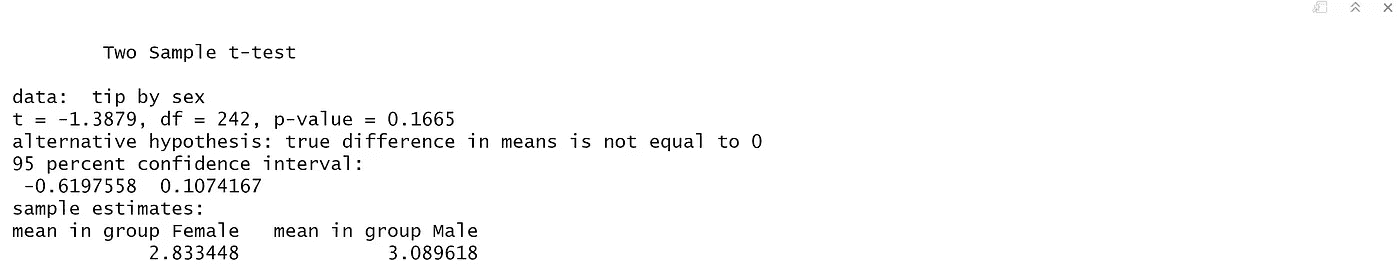 Two Sample t-test
data:  tip by sex
t = -1.3879, df = 242, p-value = 0.1665
alternative hypothesis: true difference in means is not equal to 0
95 percent confidence interval:
 -0.6197558  0.1074167
sample estimates:
mean in group Female   mean in group Male
            2.833448             3.089618